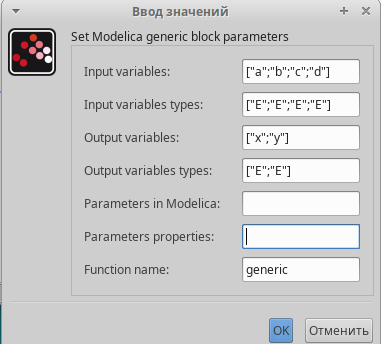 Ввод значений
Set Modelica generic block parameters
Input variables: ["a";"b";"c";"d"]
Input variables types: ["E";"E";"E";"E"]
Output variables: ["x";"y"]
Output variables types: ["E";"E"]
Parameters in Modelica:
Parameters properties:
Function name: generic
OK Отменить